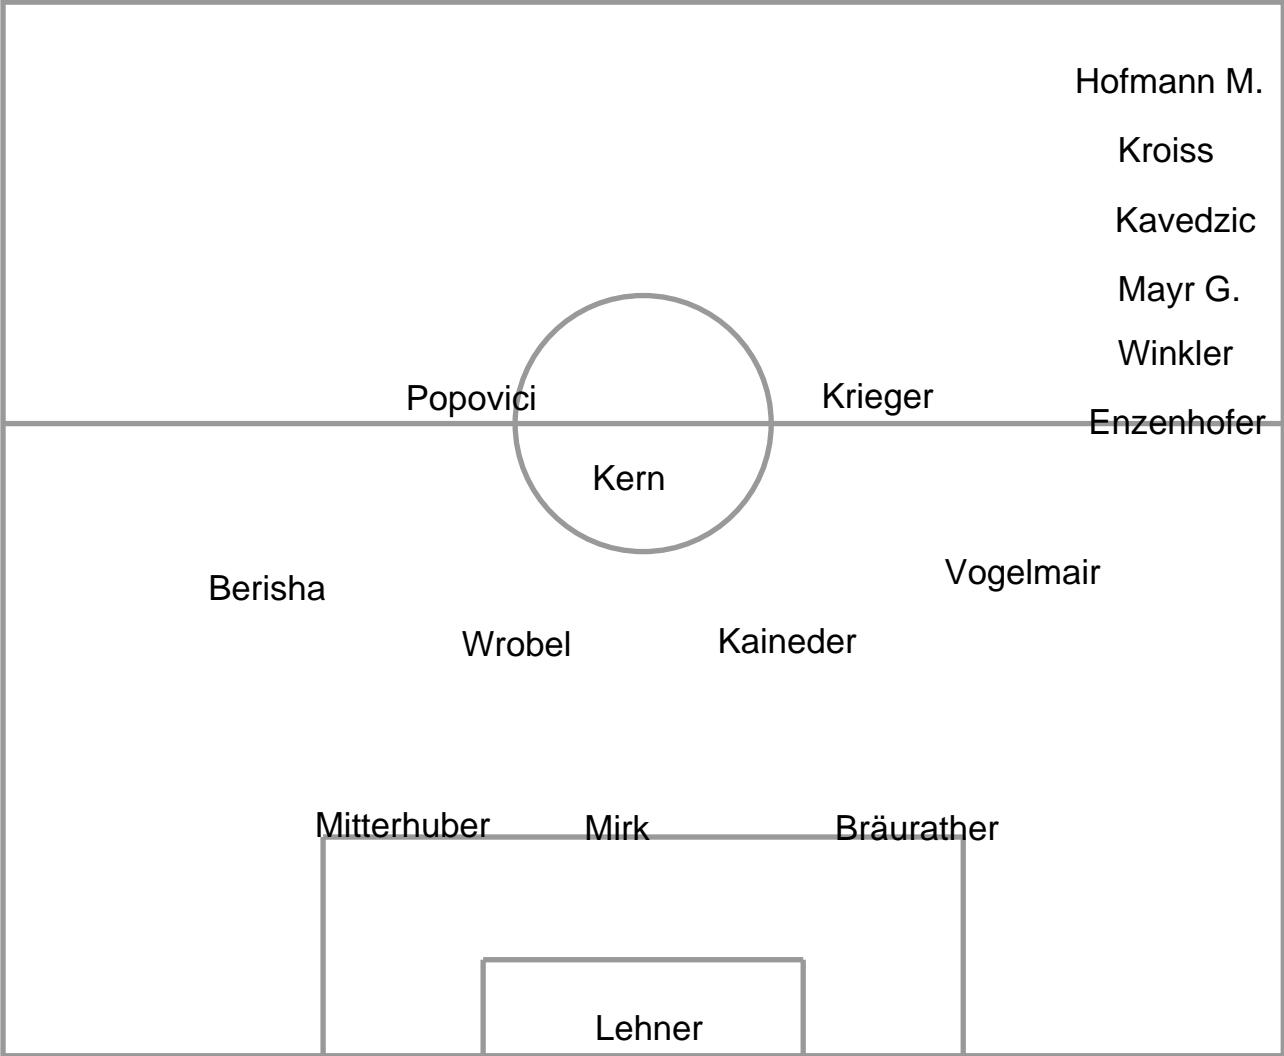 Hofmann M.
Kroiss
Kavedzic
Mayr G.
Winkler
Popovici
Krieger
Enzenhofer
Kern
Vogelmair
Berisha
Wrobel
Kaineder
Mitterhuber
Mirk
Bräurather
Lehner